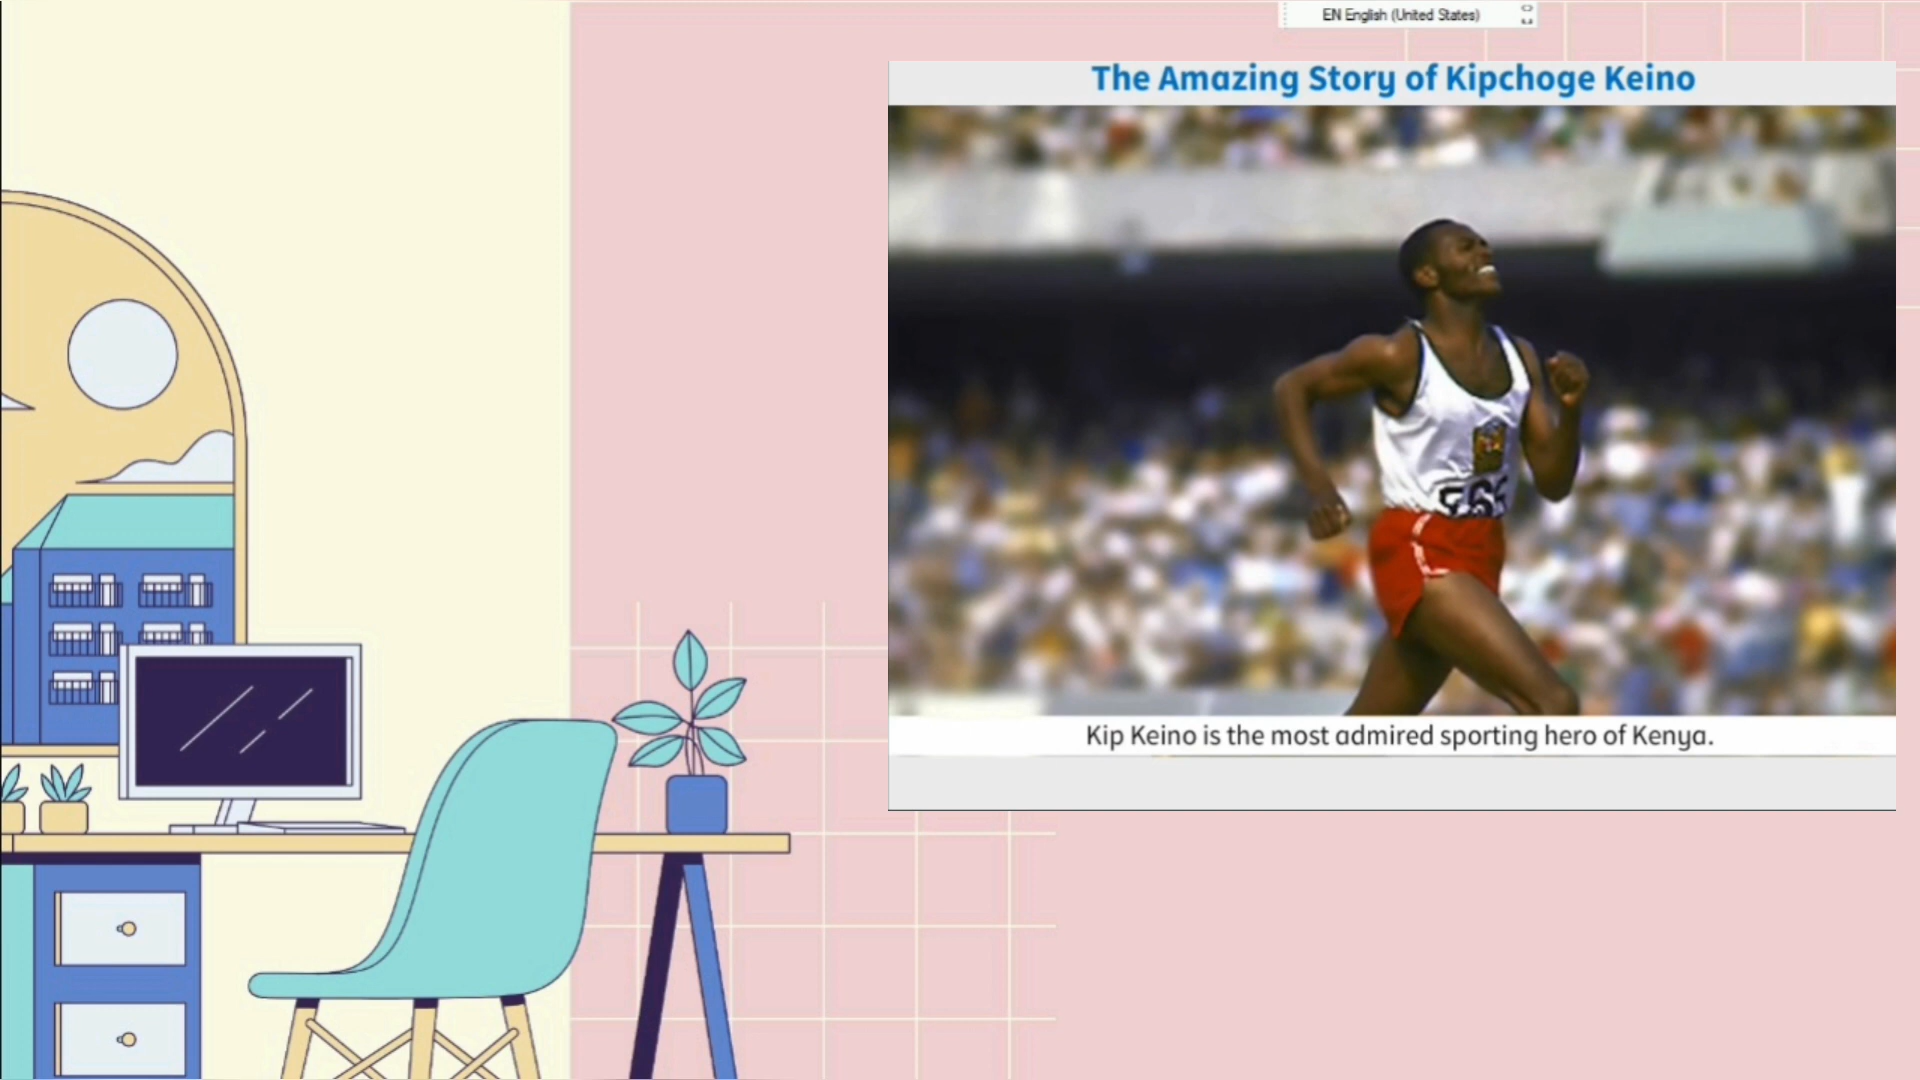 EN English (United States)
The Amazing Story of Kipchoge Keino
Kip Keino is the most admired sporting hero of Kenya.